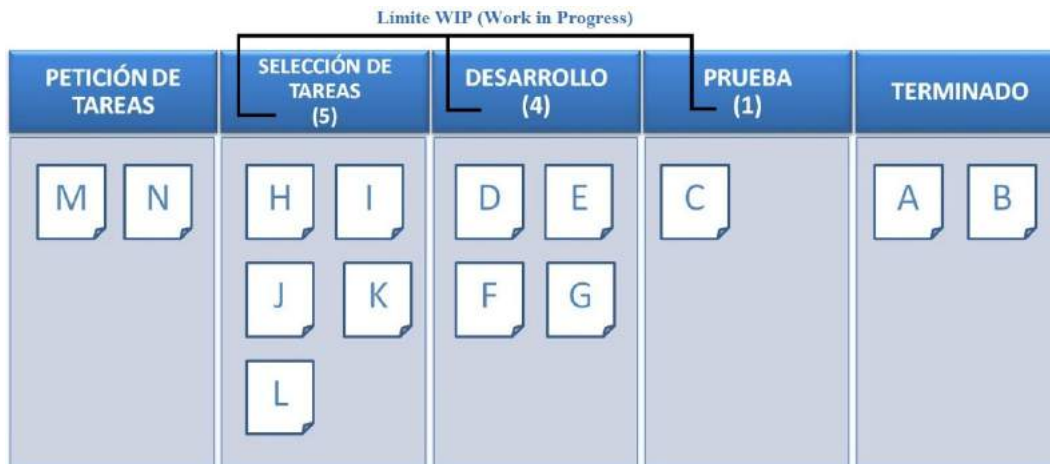 Límite WIP (Work in Progress)
PETICIÓN DE
TAREAS
SELECCIÓN DE
TAREAS
(5)
DESARROLLO
(4)
PRUEBA
(1)
TERMINADO
M N
H I
J K
L
D E
F G
C
A B